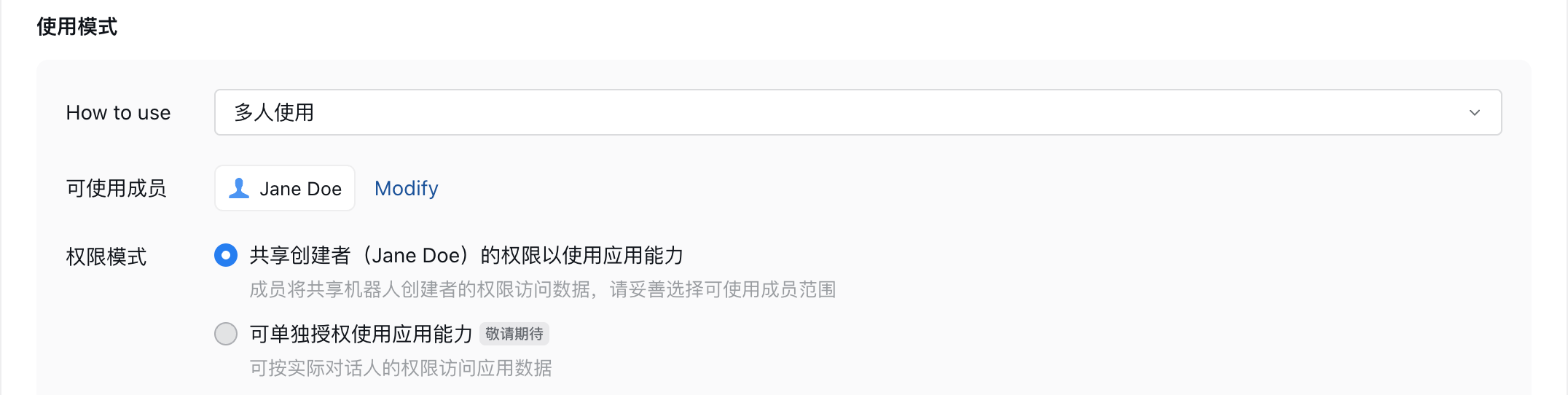 使用模式
How to use 多人使用
可使用成员 Jane Doe Modify
权限模式 共享创建者（Jane Doe）的权限以使用应用能力
成员将共享机器人创建者的权限访问数据，请妥善选择可使用成员范围
可单独授权使用应用能力 敬请期待
可按实际对话人的权限访问应用数据